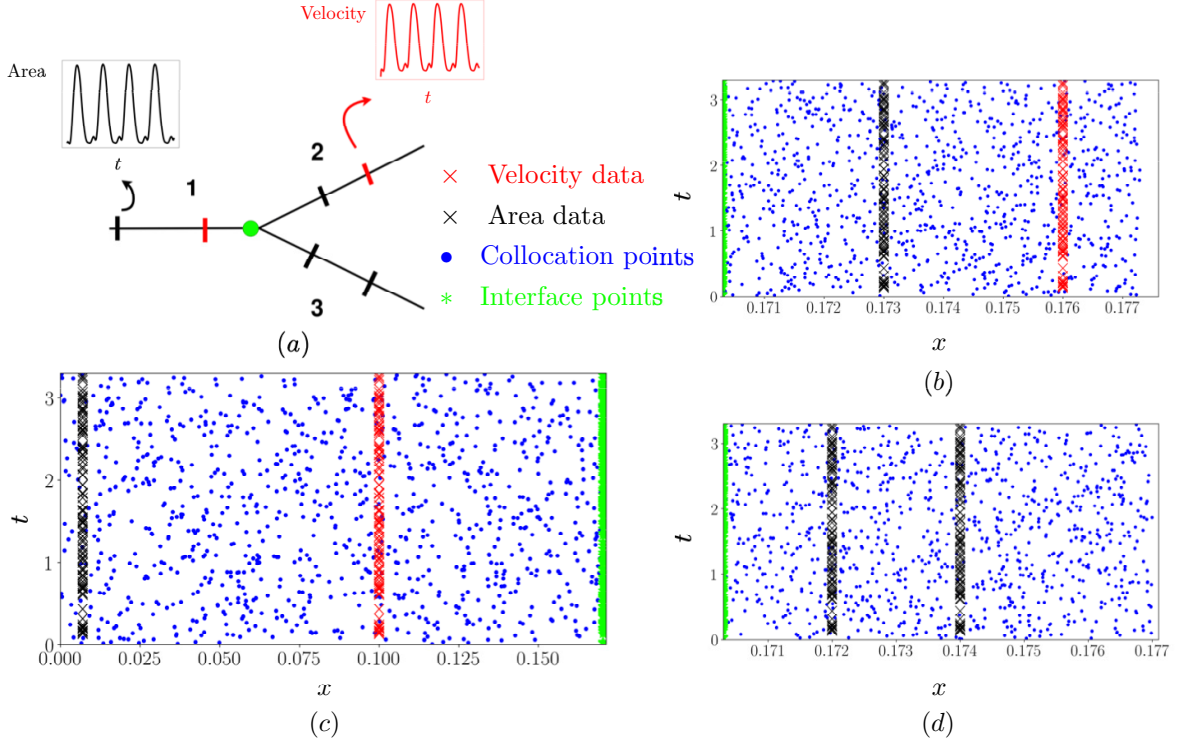 Velocity
t
Area
t
1
2
3
× Velocity data
× Area data
● Collocation points
* Interface points
(a)
t
3
2
1
0
0.171 0.172 0.173 0.174 0.175 0.176 0.177
x
(b)
t
3
2
1
0
0.000 0.025 0.050 0.075 0.100 0.125 0.150
x
(c)
t
3
2
1
0
0.171 0.172 0.173 0.174 0.175 0.176 0.177
x
(d)